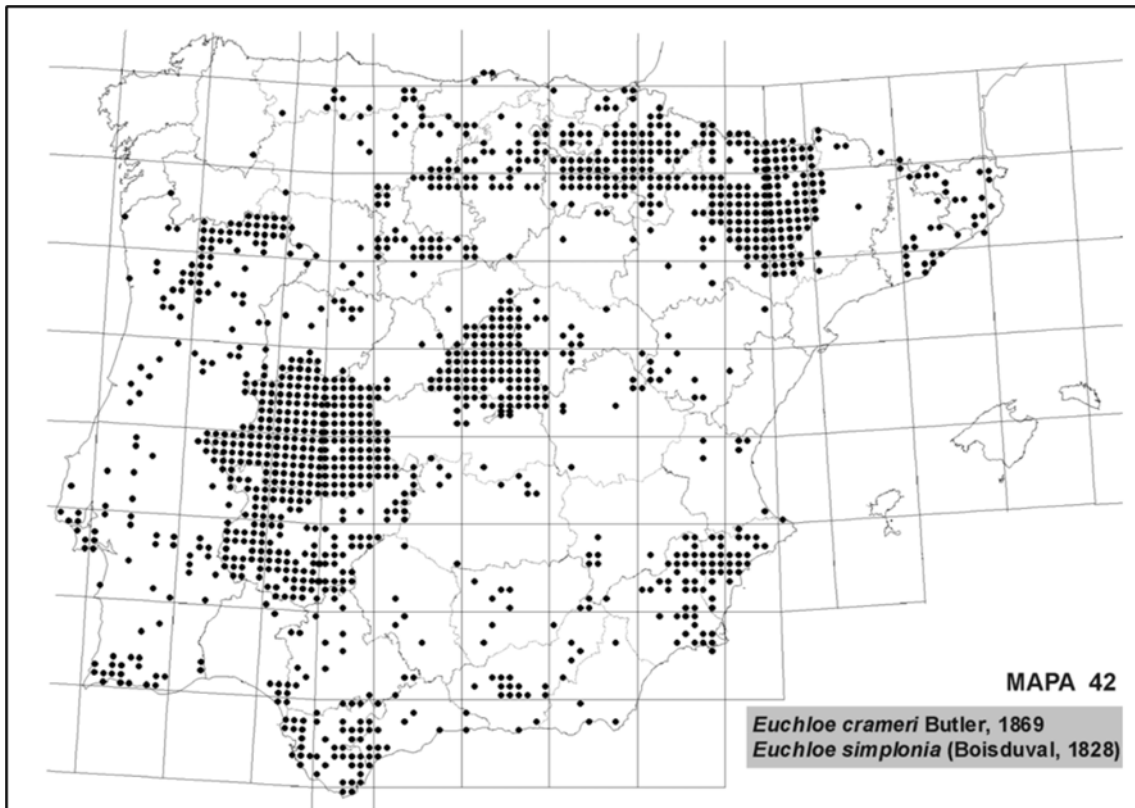 MAPA 42
Euchloe crameri Butler, 1869
Euchloe simplonia (Boisduval, 1828)